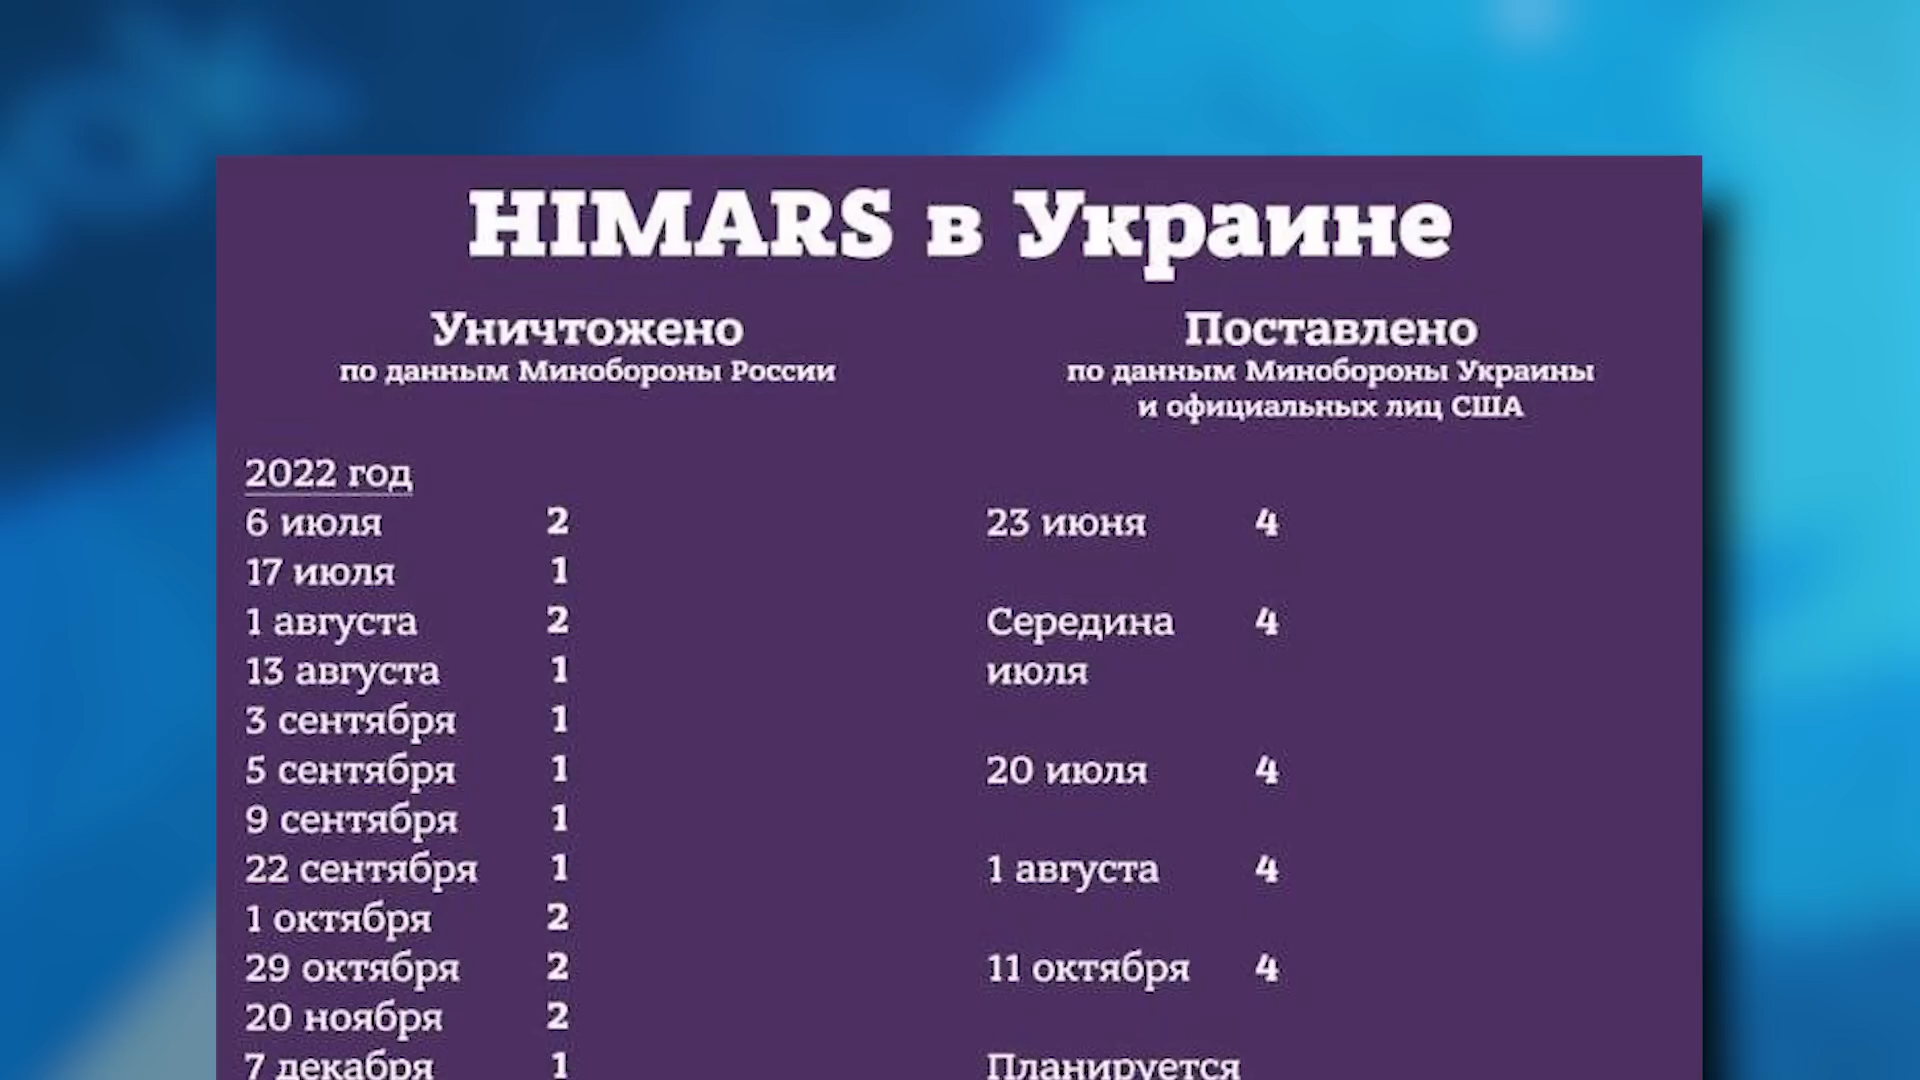 HIMARS в Украине
Уничтожено
по данным Минобороны России
Поставлено
по данным Минобороны Украины
и официальных лиц США
2022 год
6 июля 2
17 июля 1
1 августа 2
13 августа 1
3 сентября 1
5 сентября 1
9 сентября 1
22 сентября 1
1 октября 2
29 октября 2
20 ноября 2
7 декабря 1
23 июня 4
Середина 4
июля
20 июля 4
1 августа 4
11 октября 4
Планируется